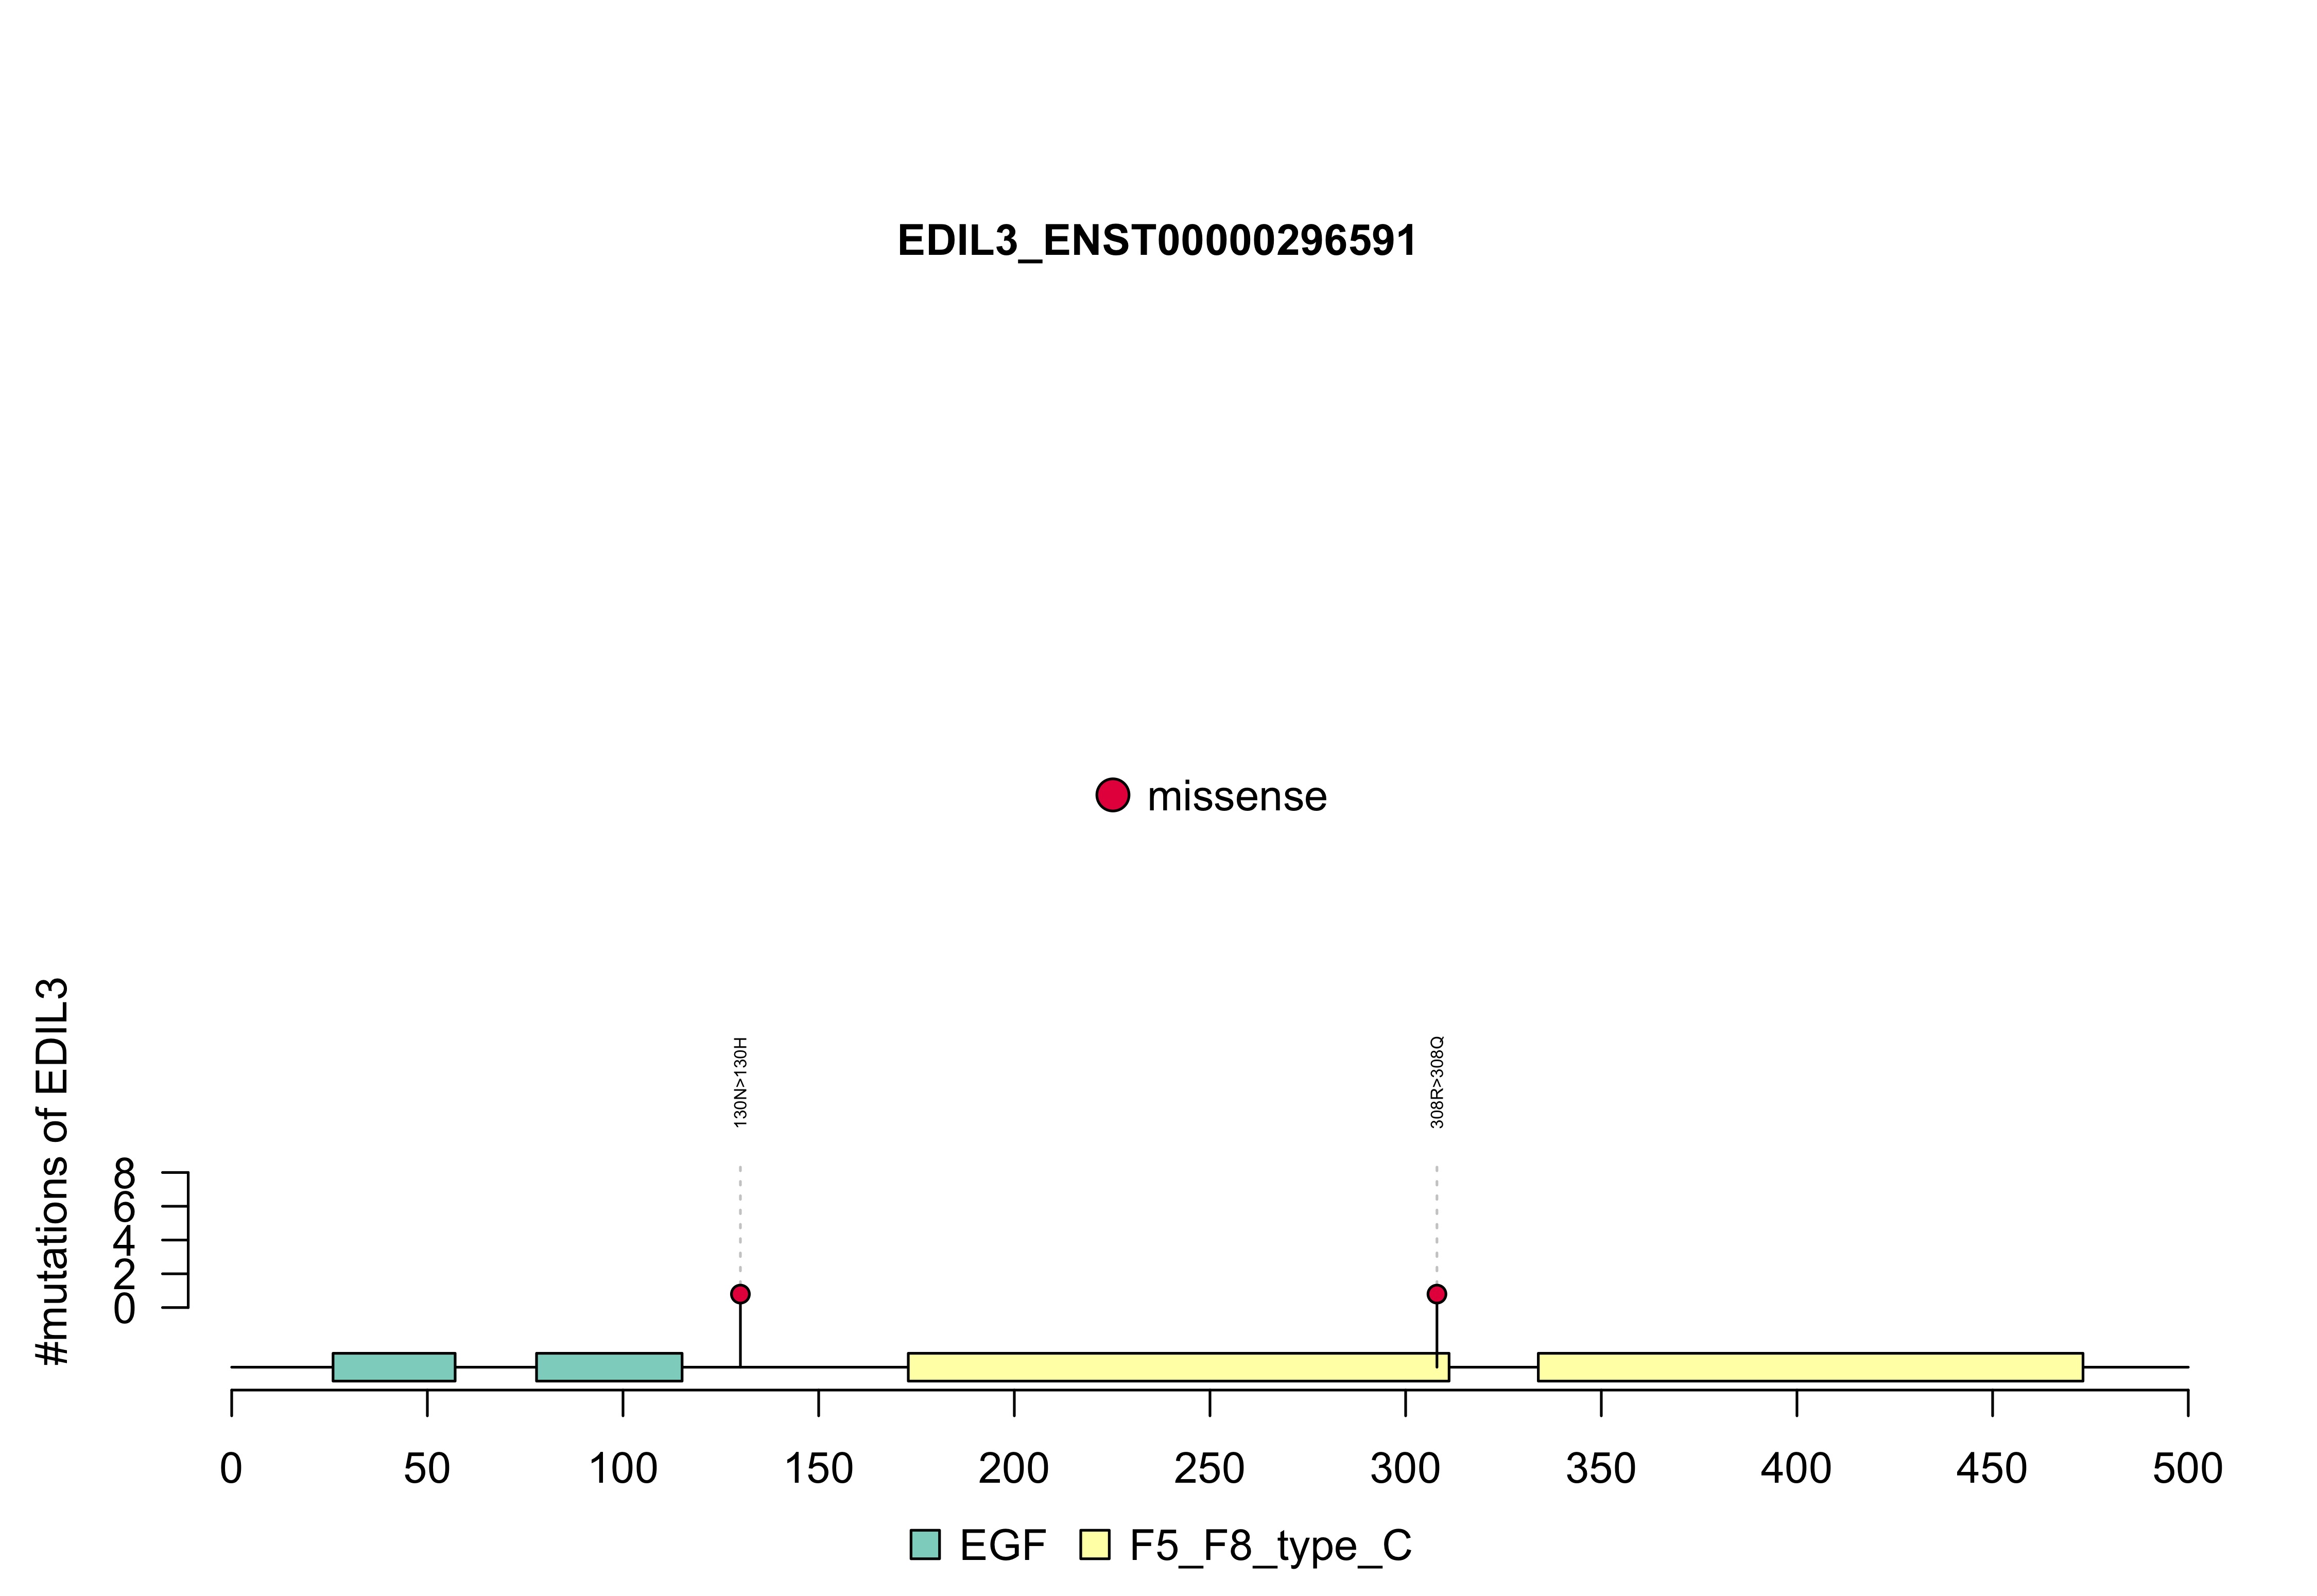 EDIL3_ENST00000296591
missense
#mutations of EDIL3
130N>130H
308R>308Q
8
6
4
2
0
0 50 100 150 200 250 300 350 400 450 500
EGF F5_F8_type_C